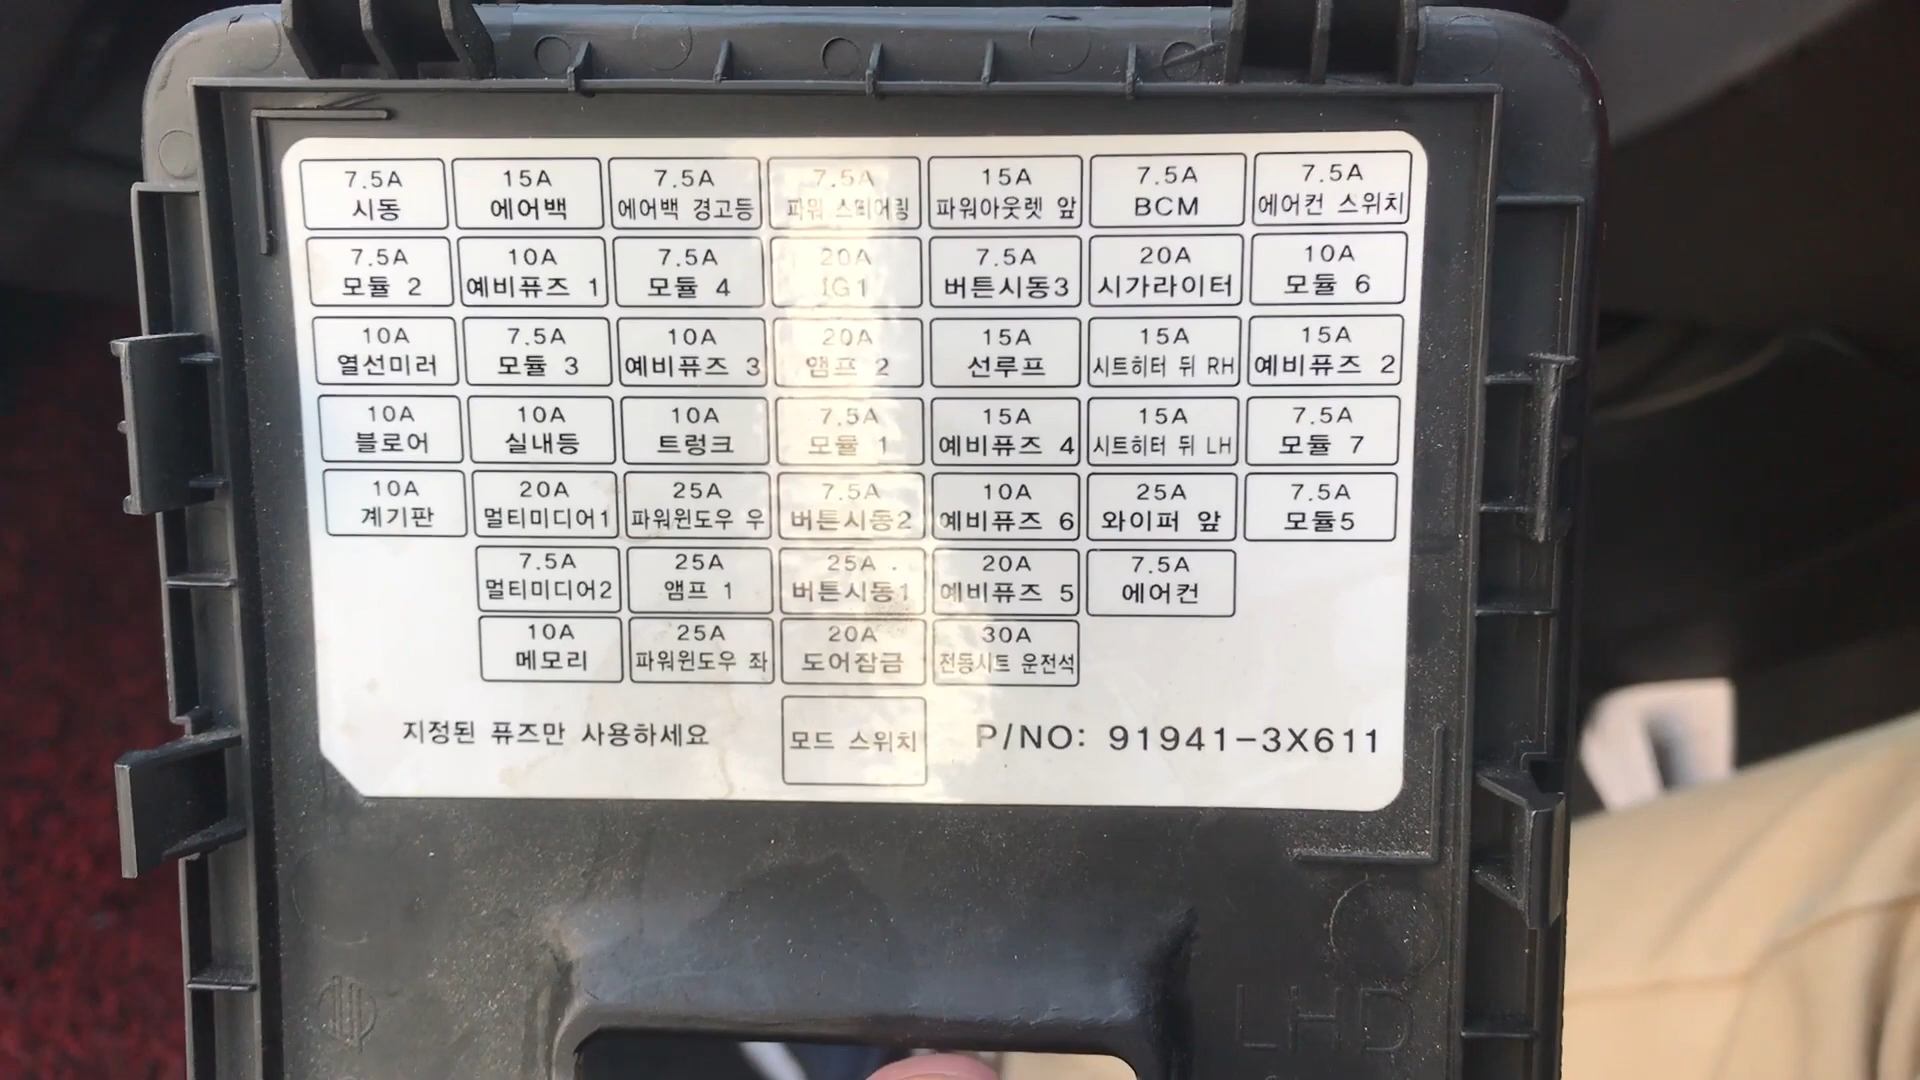 7.5A 15A 7.5A 7.5A 15A 7.5A 7.5A
시동 에어백 에어백 경고등 파워 스티어링 파워아웃렛 앞 BCM 에어컨 스위치
7.5A 10A 7.5A 20A 7.5A 20A 10A
모듈 2 예비퓨즈 1 모듈 4 IG1 버튼시동3 시가라이터 모듈 6
10A 7.5A 10A 20A 15A 15A 15A
열선미러 모듈 3 예비퓨즈 3 앰프 2 선루프 시트히터 뒤 RH 예비퓨즈 2
10A 10A 10A 7.5A 15A 15A 7.5A
블로어 실내등 트렁크 모듈 1 예비퓨즈 4 시트히터 뒤 LH 모듈 7
10A 20A 25A 7.5A 10A 25A 7.5A
계기판 멀티미디어1 파워윈도우 우 버튼시동2 예비퓨즈 6 와이퍼 앞 모듈5
7.5A 25A 25A 20A 7.5A
멀티미디어2 앰프 1 버튼시동1 예비퓨즈 5 에어컨
10A 25A 20A 30A
메모리 파워윈도우 좌 도어잠금 전동시트 운전석
지정된 퓨즈만 사용하세요 모드 스위치 P/NO: 91941-3X611
LHD